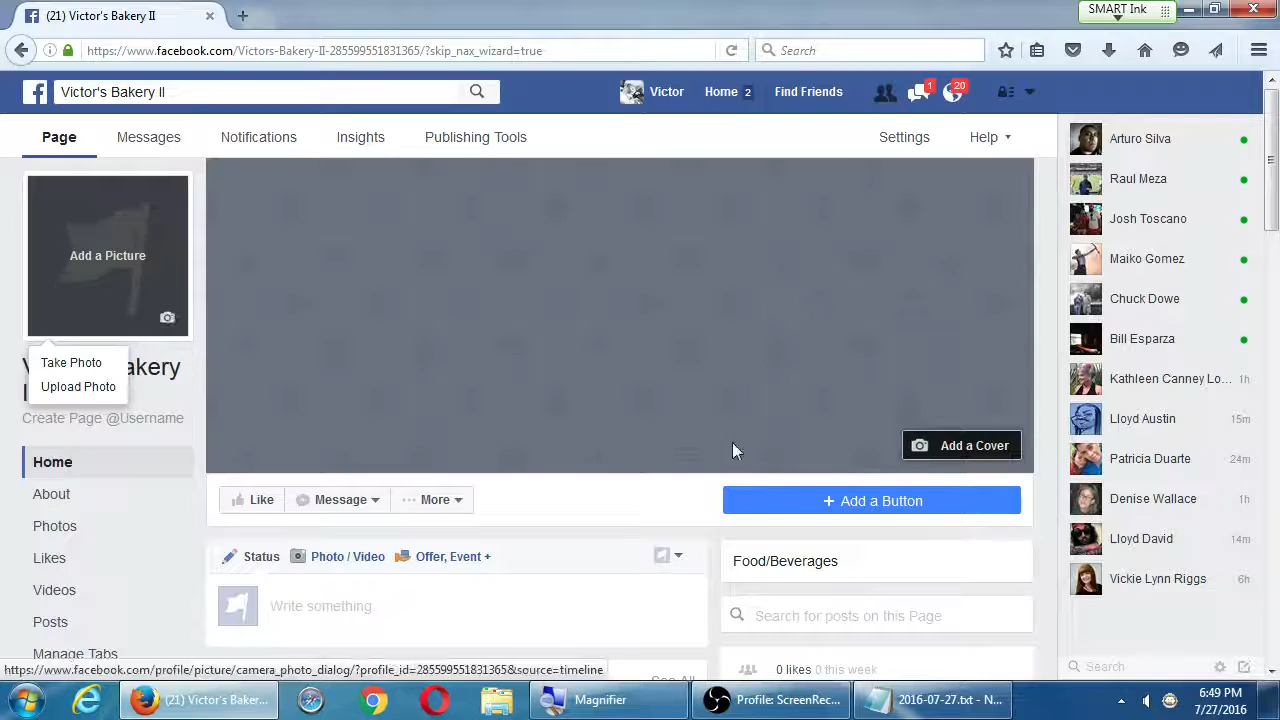 (21) Victor's Bakery II
SMART Ink
https://www.facebook.com/Victors-Bakery-II-285599551831365/?skip_nax_wizard=true
Search
Victor's Bakery II
Victor
Home 2
Find Friends
1
20
Page
Messages
Notifications
Insights
Publishing Tools
Settings
Help
Add a Picture
Take Photo
Upload Photo
akery
Create Page @Username
Add a Cover
Home
About
Photos
Likes
Videos
Posts
Manage Tabs
Like
Message
More
+ Add a Button
Status
Photo / Video
Offer, Event +
Write something.
Food/Beverages
Search for posts on this Page
0 likes 0 this week
See All
Arturo Silva
Raul Meza
Josh Toscano
Maiko Gomez
Chuck Dowe
Bill Esparza
Kathleen Canney Lo... 1h
Lloyd Austin 15m
Patricia Duarte 24m
Denise Wallace 1h
Lloyd David 14m
Vickie Lynn Riggs 6h
Search
https://www.facebook.com/profile/picture/camera_photo_dialog/?profile_id=285599551831365&source=timeline
(21) Victor's Baker...
Magnifier
Profile: ScreenRec...
2016-07-27.txt - N...
6:49 PM
7/27/2016